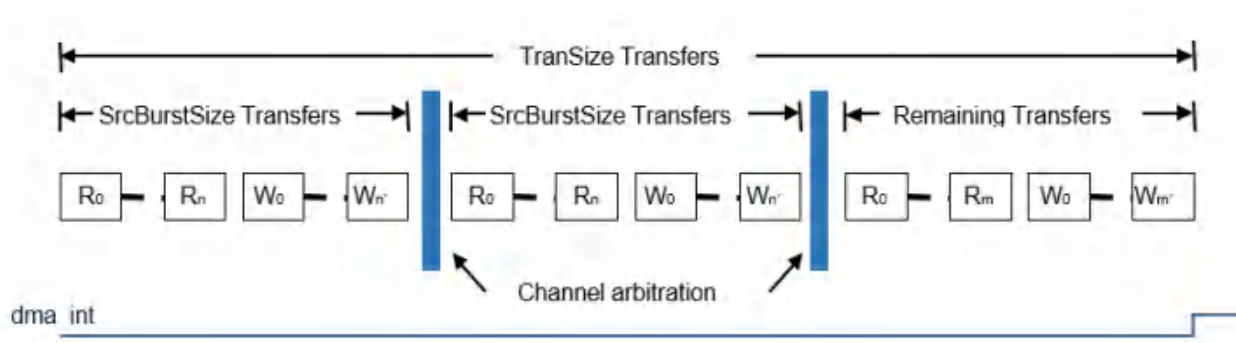 TranSize Transfers
SrcBurstSize Transfers SrcBurstSize Transfers Remaining Transfers
R₀ Rₙ W₀ Wₙ' R₀ Rₙ W₀ Wₙ' R₀ Rₘ W₀ Wₘ'
Channel arbitration
dma int